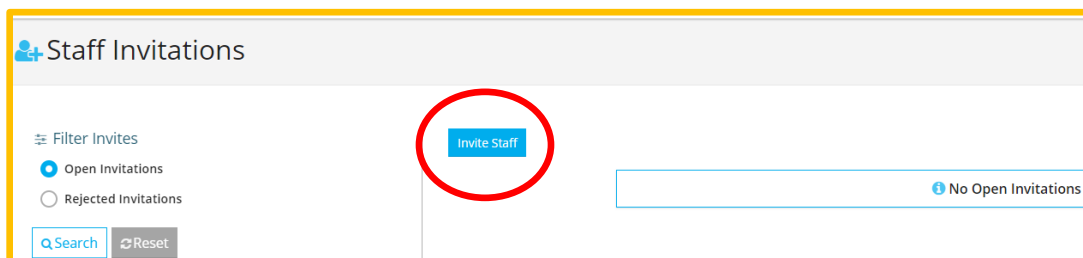 Staff Invitations
Filter Invites
Open Invitations
Rejected Invitations
Search
Reset
Invite Staff
No Open Invitations